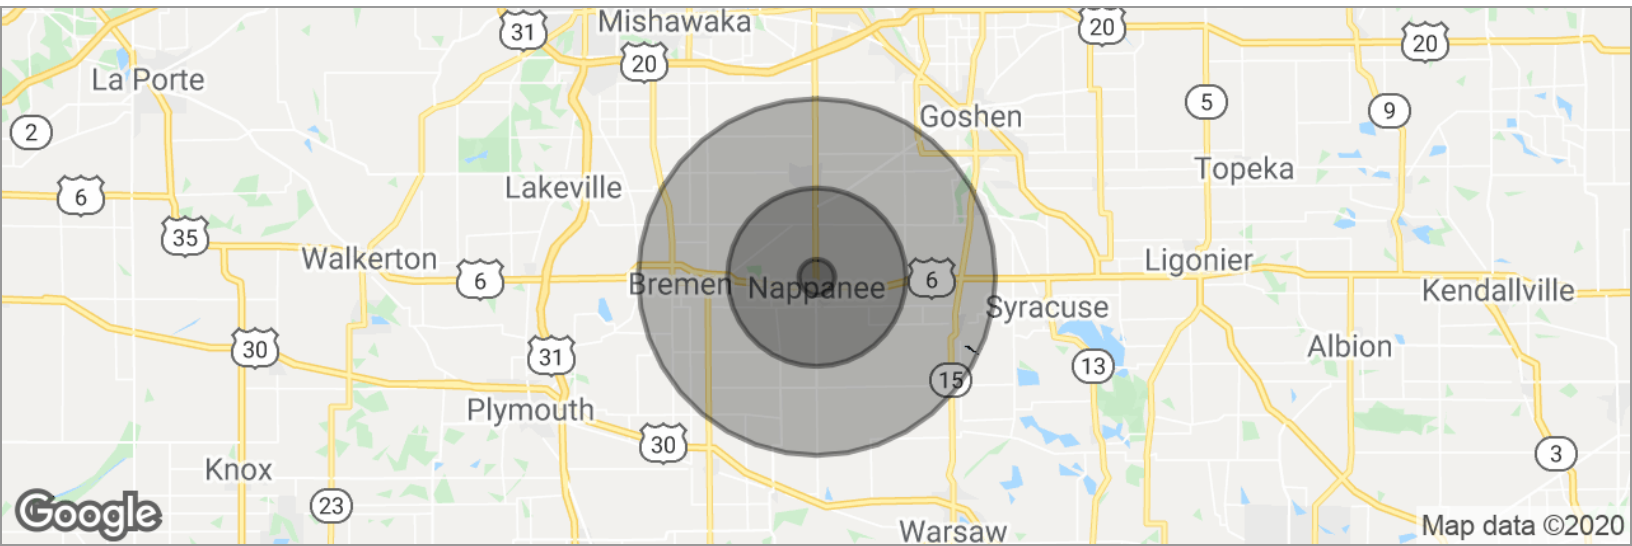 Mishawaka
31
20
20
20
La Porte
5
9
2
Goshen
Topeka
6
Lakeville
35
Walkerton
6
Bremen
Nappanee
6
Ligonier
Syracuse
Kendallville
30
31
Albion
15
13
Plymouth
30
3
Knox
23
Google
Warsaw
Map data ©2020